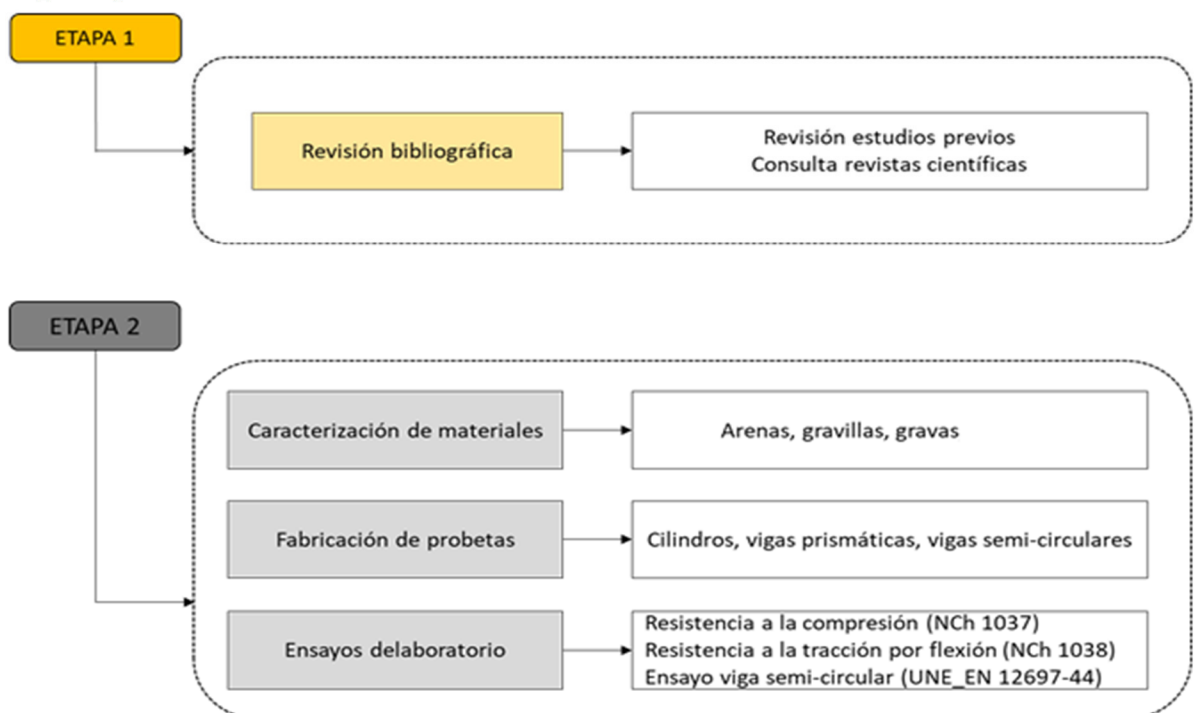 ETAPA 1
Revisión bibliográfica
Revisión estudios previos
Consulta revistas científicas
ETAPA 2
Caracterización de materiales
Arenas, gravillas, gravas
Fabricación de probetas
Cilindros, vigas prismáticas, vigas semi-circulares
Ensayos delaboratorio
Resistencia a la compresión (NCh 1037)
Resistencia a la tracción por flexión (NCh 1038)
Ensayo viga semi-circular (UNE_EN 12697-44)